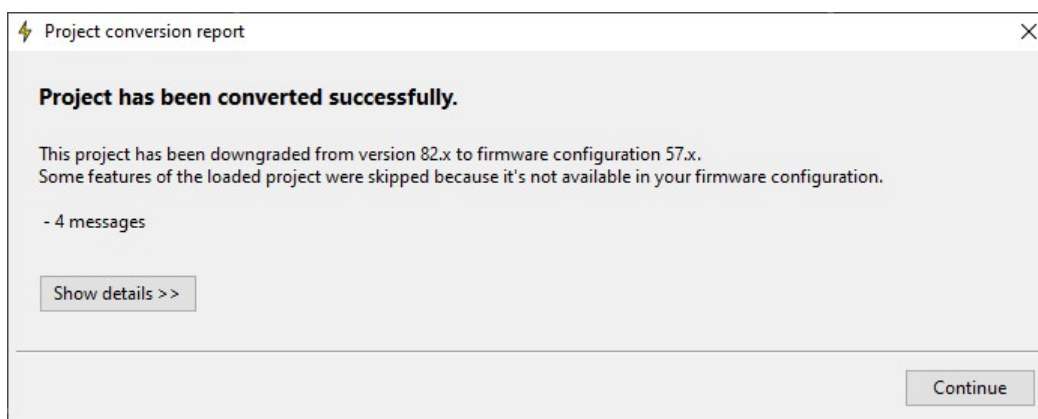 Project conversion report
Project has been converted successfully.
This project has been downgraded from version 82.x to firmware configuration 57.x.
Some features of the loaded project were skipped because it's not available in your firmware configuration.
- 4 messages
Show details >>
Continue